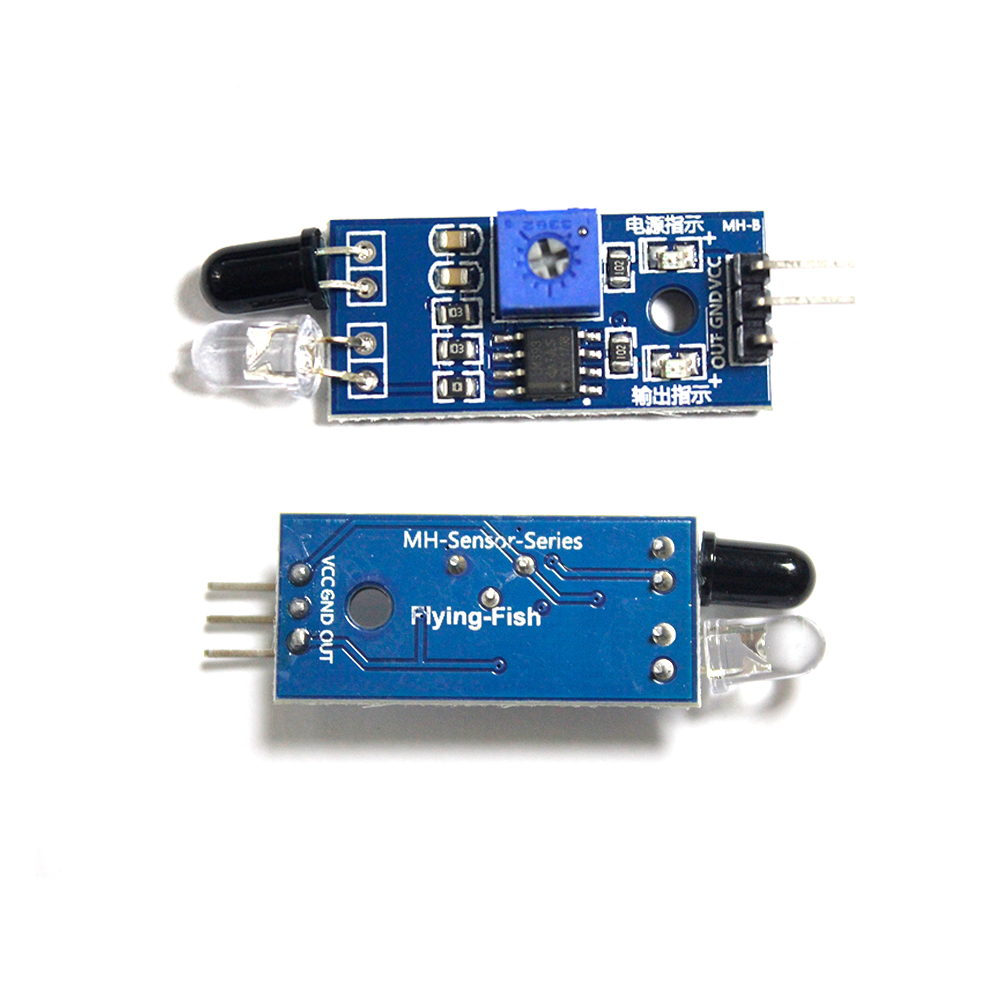 电源指示
MH-B
VCC
GND
OUT
102
103
103
102
输出指示
MH-Sensor-Series
VCC
GND
OUT
Flying-Fish